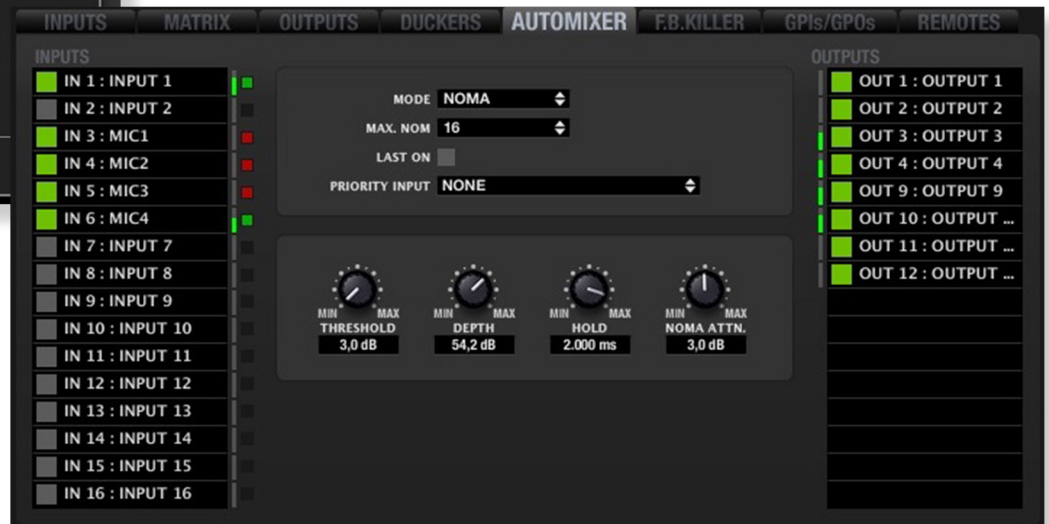 INPUTS MATRIX OUTPUTS DUCKERS AUTOMIXER F.B.KILLER GPIs/GPOs REMOTES
INPUTS
IN 1 : INPUT 1
IN 2 : INPUT 2
IN 3 : MIC1
IN 4 : MIC2
IN 5 : MIC3
IN 6 : MIC4
IN 7 : INPUT 7
IN 8 : INPUT 8
IN 9 : INPUT 9
IN 10 : INPUT 10
IN 11 : INPUT 11
IN 12 : INPUT 12
IN 13 : INPUT 13
IN 14 : INPUT 14
IN 15 : INPUT 15
IN 16 : INPUT 16
MODE NOMA
MAX. NOM 16
LAST ON
PRIORITY INPUT NONE
MIN MAX MIN MAX MIN MAX MIN MAX
THRESHOLD DEPTH HOLD NOMA ATTN.
3,0 dB 54,2 dB 2.000 ms 3,0 dB
OUTPUTS
OUT 1 : OUTPUT 1
OUT 2 : OUTPUT 2
OUT 3 : OUTPUT 3
OUT 4 : OUTPUT 4
OUT 9 : OUTPUT 9
OUT 10 : OUTPUT ...
OUT 11 : OUTPUT ...
OUT 12 : OUTPUT ...